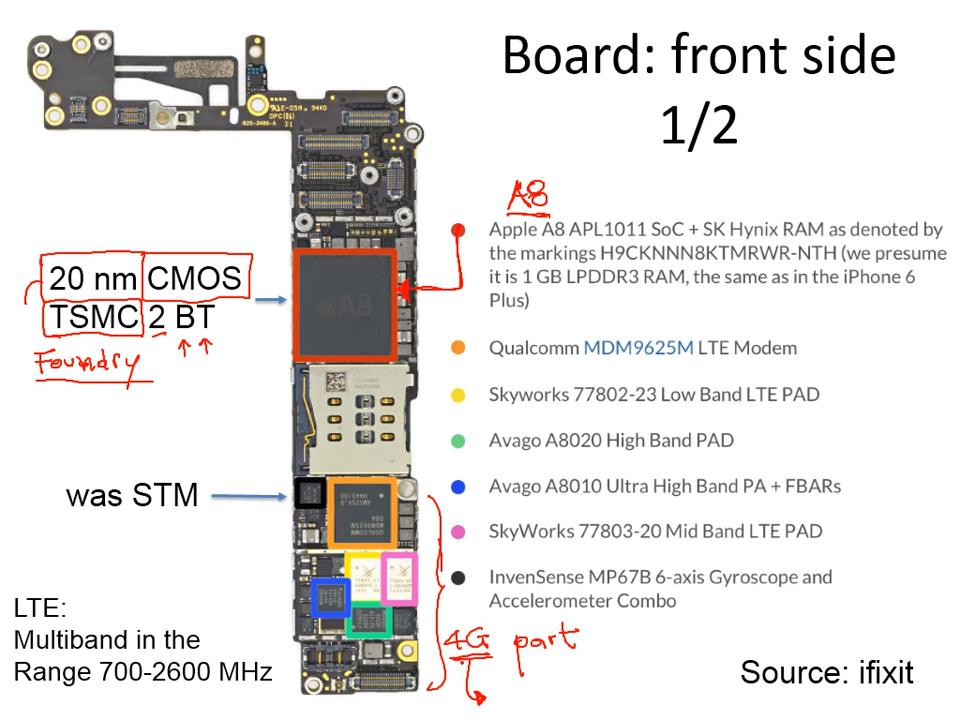 Board: front side
1/2
E-05A 94V0
820-3486-A
A8
Apple A8 APL1011 SoC + SK Hynix RAM as denoted by
the markings H9CKNNN8KTMRWR-NTH (we presume
it is 1 GB LPDDR3 RAM, the same as in the iPhone 6
Plus)
20 nm CMOS
TSMC 2 BT
Foundry
A8
Qualcomm MDM9625M LTE Modem
Skyworks 77802-23 Low Band LTE PAD
Avago A8020 High Band PAD
was STM
Avago A8010 Ultra High Band PA + FBARs
SkyWorks 77803-20 Mid Band LTE PAD
InvenSense MP67B 6-axis Gyroscope and
Accelerometer Combo
LTE:
Multiband in the
Range 700-2600 MHz
4G part
Source: ifixit